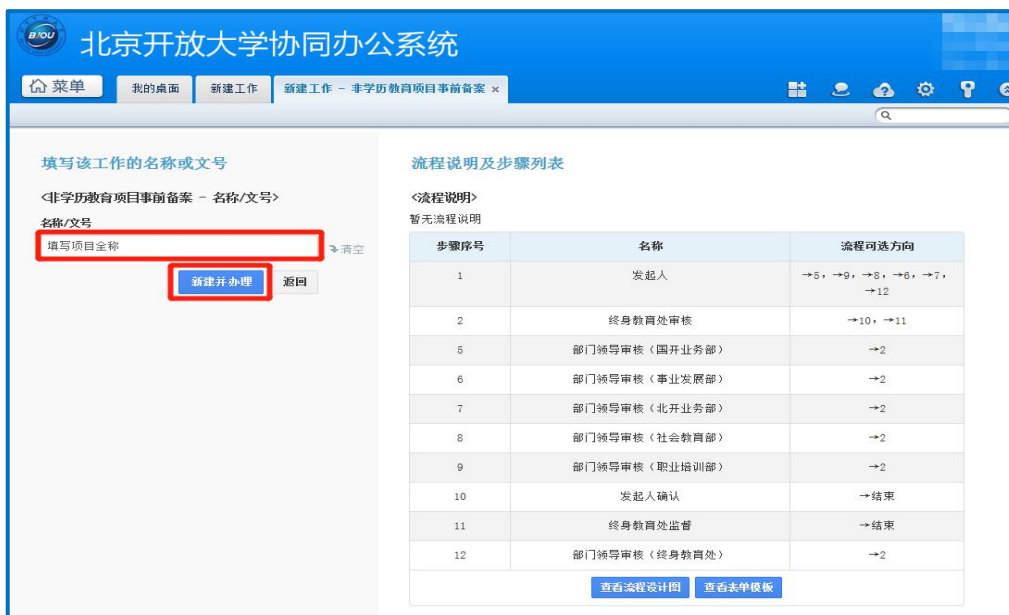 BJOU
北京开放大学协同办公系统
菜单 我的桌面 新建工作 新建工作 - 非学历教育项目事前备案 ×
填写该工作的名称或文号
<非学历教育项目事前备案 - 名称/文号>
名称/文号
填写项目全称 清空
新建并办理 返回
流程说明及步骤列表
<流程说明>
暂无流程说明
步骤序号 名称 流程可选方向
1 发起人 →5，→9，→8，→6，→7，
→12
2 终身教育处审核 →10，→11
5 部门领导审核（国开业务部） →2
6 部门领导审核（事业发展部） →2
7 部门领导审核（北开业务部） →2
8 部门领导审核（社会教育部） →2
9 部门领导审核（职业培训部） →2
10 发起人确认 →结束
11 终身教育处监督 →结束
12 部门领导审核（终身教育处） →2
查看流程设计图 查看表单模板